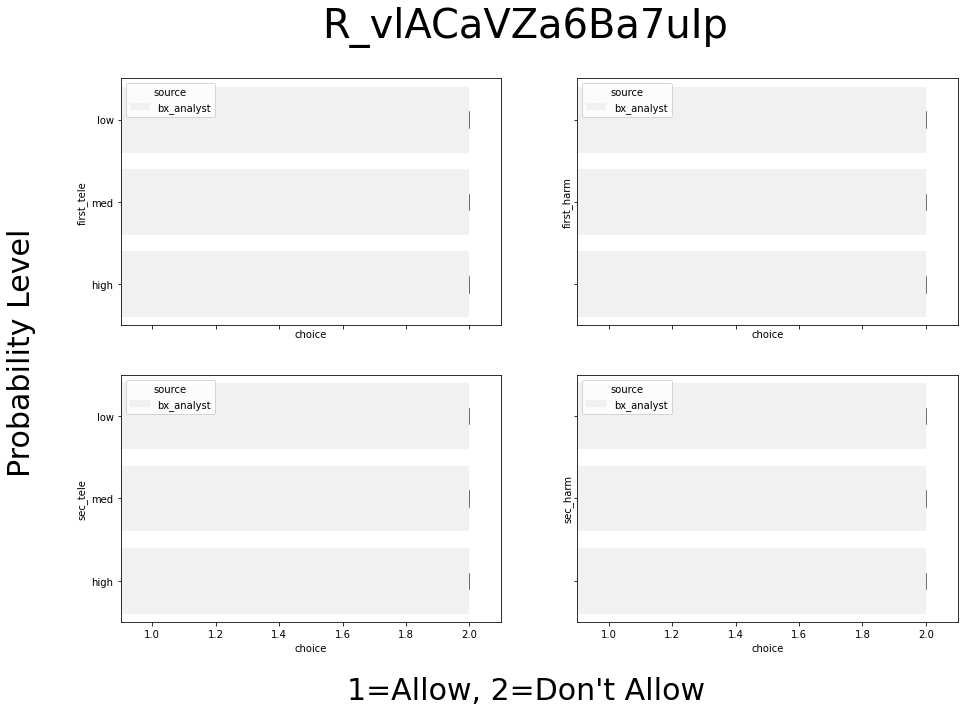 R_vlACaVZa6Ba7uIp
Probability Level
first_tele
source
bx_analyst
low
med
high
choice
first_harm
source
bx_analyst
choice
sec_tele
source
bx_analyst
low
med
high
1.0 1.2 1.4 1.6 1.8 2.0
choice
sec_harm
source
bx_analyst
1.0 1.2 1.4 1.6 1.8 2.0
choice
1=Allow, 2=Don't Allow